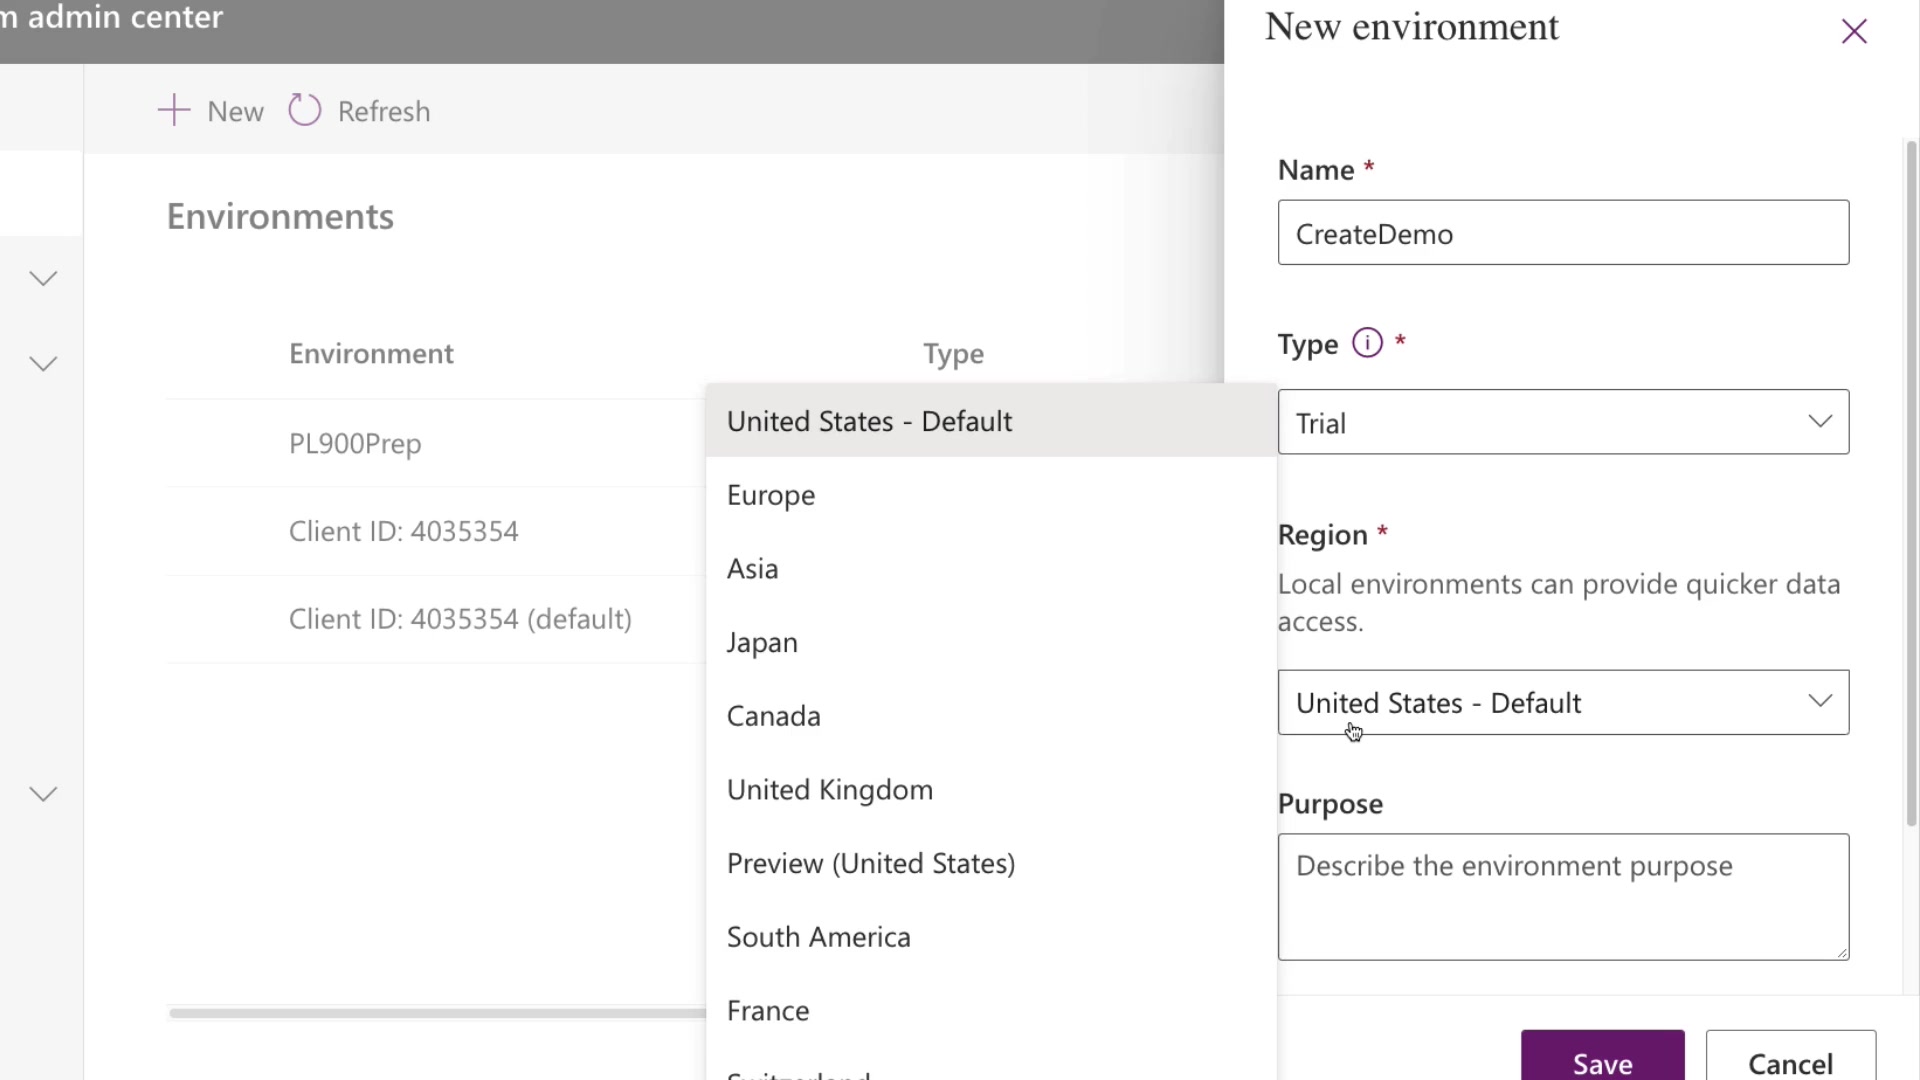 m admin center
New
Refresh
Environments
Environment
Type
PL900Prep
Client ID: 4035354
Client ID: 4035354 (default)
United States - Default
Europe
Asia
Japan
Canada
United Kingdom
Preview (United States)
South America
France
Switzerland
New environment
Name *
CreateDemo
Type *
Trial
Region *
Local environments can provide quicker data
access.
United States - Default
Purpose
Describe the environment purpose
Save
Cancel